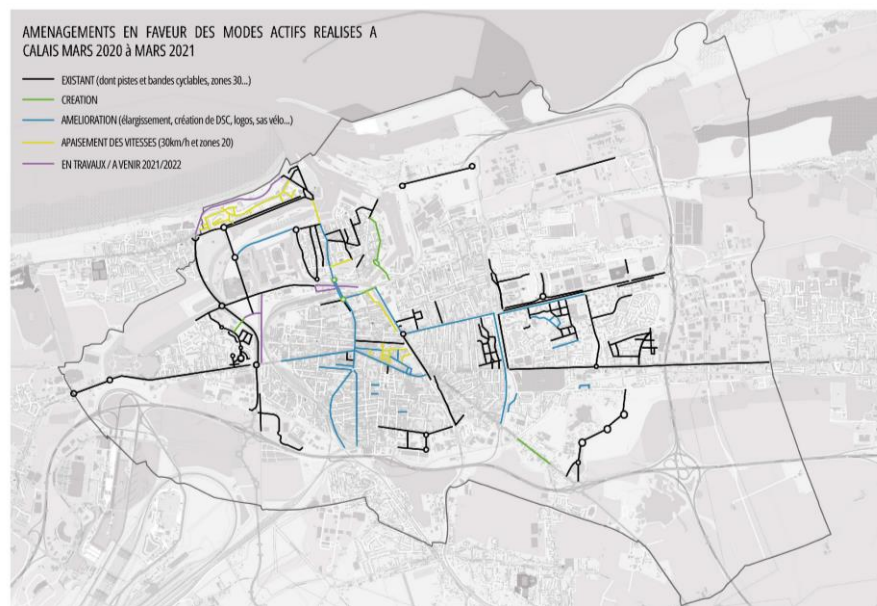 AMENAGEMENTS EN FAVEUR DES MODES ACTIFS REALISES A
CALAIS MARS 2020 à MARS 2021
EXISTANT (dont pistes et bandes cyclables, zones 30...)
CREATION
AMELIORATION (élargissement, création de DSC, logos, sas vélo...)
APAISEMENT DES VITESSES (30km/h et zones 20)
EN TRAVAUX / A VENIR 2021/2022